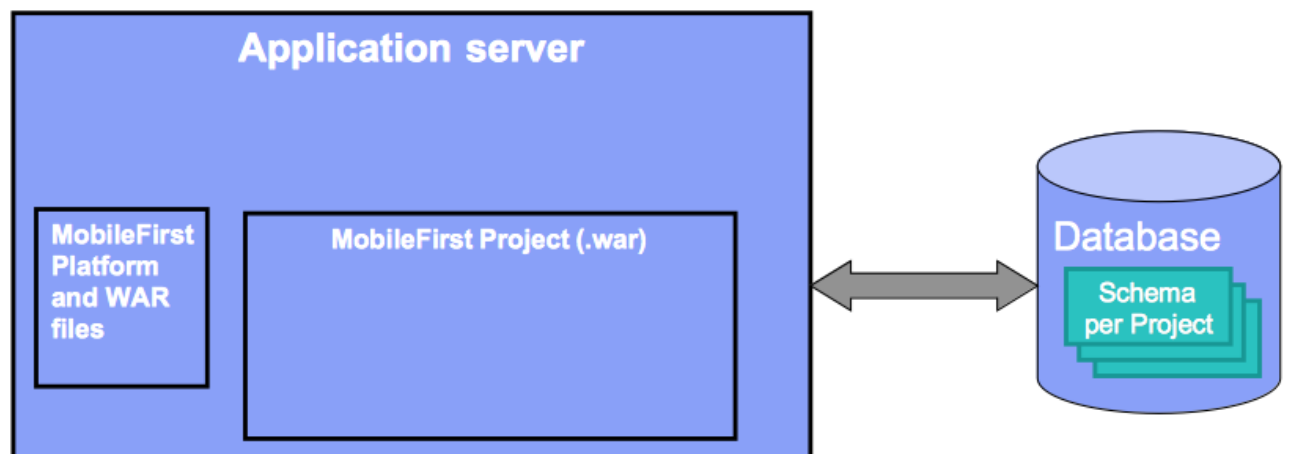 Application server
MobileFirst
Platform
and WAR
files
MobileFirst Project (.war)
Database
Schema
per Project